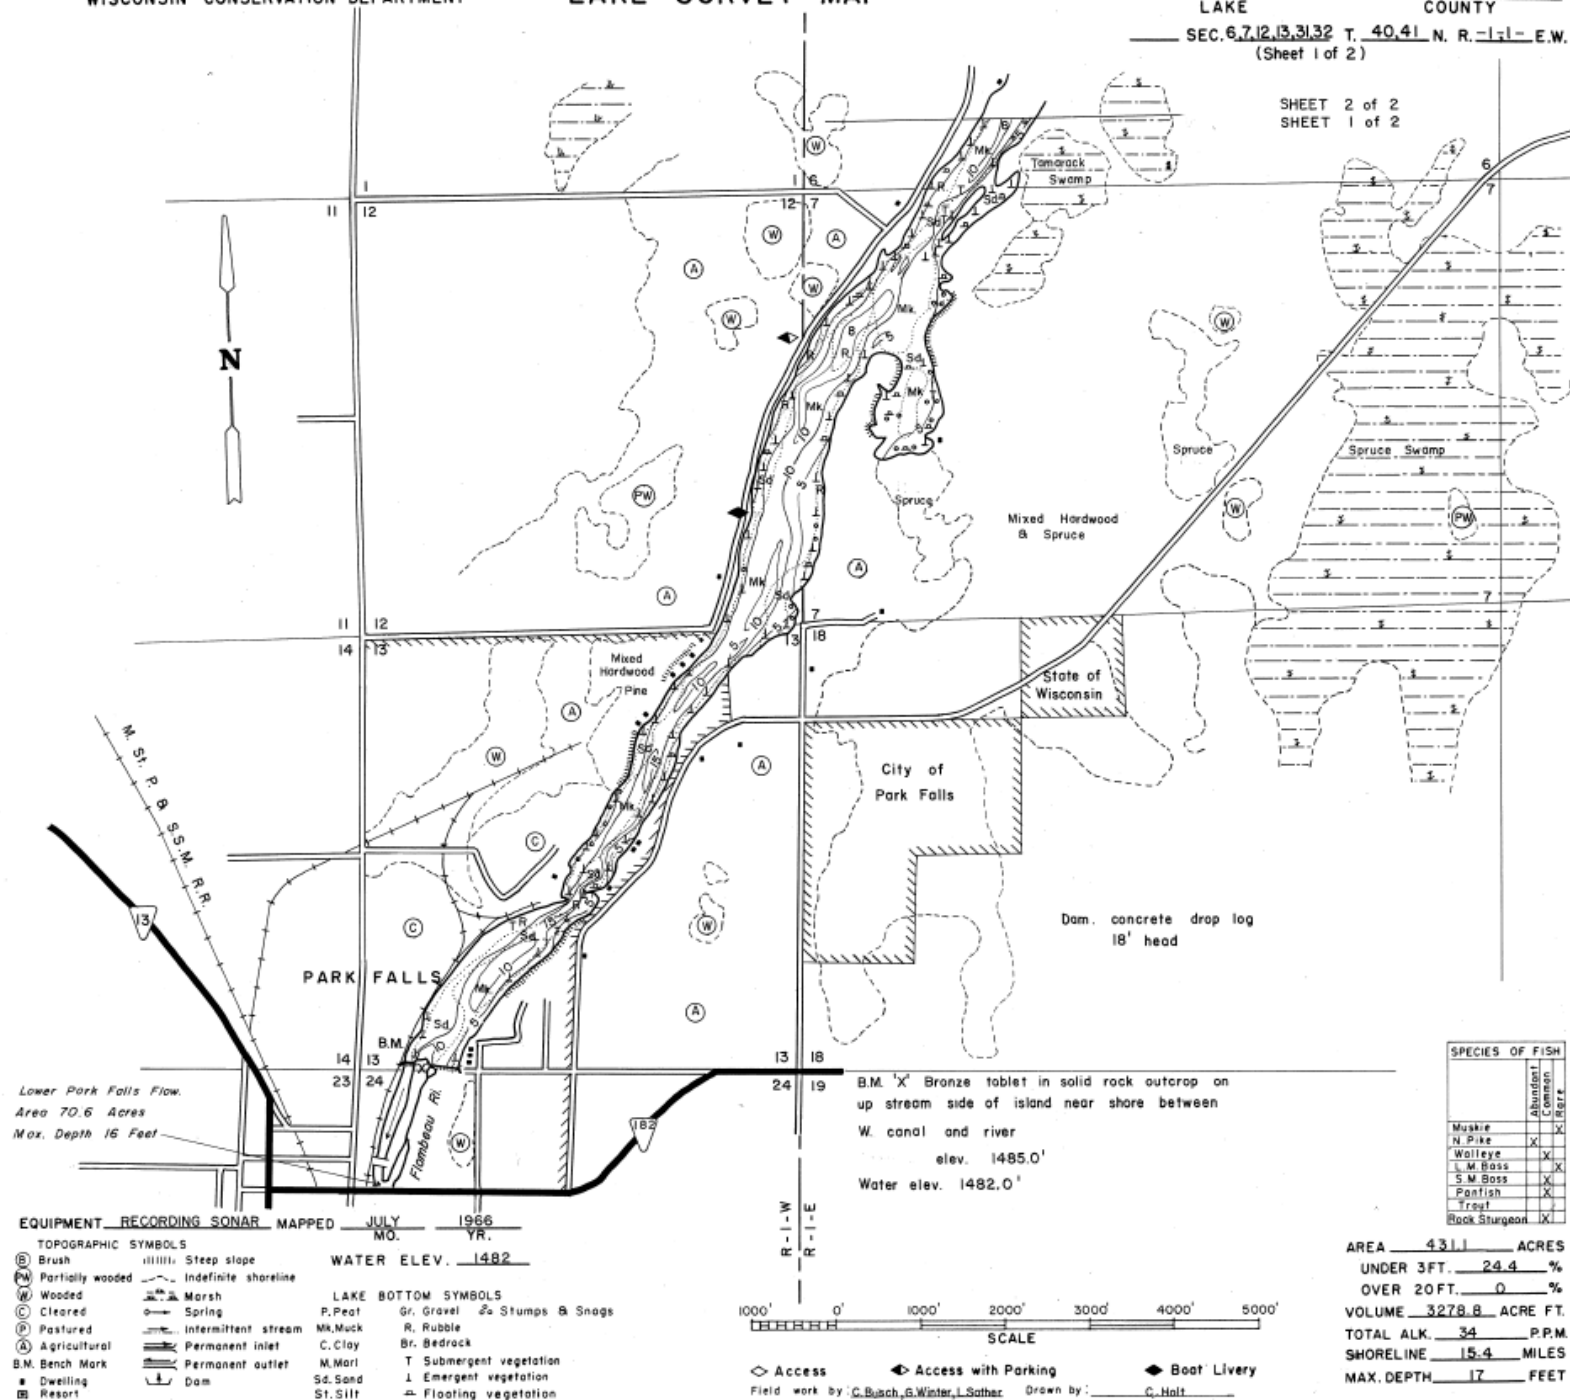 WISCONSIN CONSERVATION DEPARTMENT
LAKE SURVEY MAP
LAKE COUNTY
SEC. 6,7,12,13,31,32 T. 40,41 N. R. -1-,1- E.W.
(Sheet 1 of 2)
SHEET 2 of 2
SHEET 1 of 2
Tamarack
Swamp
N
Spruce
Spruce Swamp
Spruce
Mixed Hardwood
& Spruce
Mixed
Hardwood
Pine
State of
Wisconsin
City of
Park Falls
M. St. P. & S.S.M. R.R.
13
PARK FALLS
B.M.
Dam. concrete drop log
18' head
Lower Park Falls Flow.
Area 70.6 Acres
Max. Depth 16 Feet
Flambeau Ri.
182
B.M. 'X' Bronze tablet in solid rock outcrop on
up stream side of island near shore between
W. canal and river
elev. 1485.0'
Water elev. 1482.0'
R-1-W
R-1-E
SPECIES OF FISH
Abundant
Common
Rare
Muskie X
N. Pike X
Walleye X
L.M. Bass X
S.M. Bass X
Panfish X
Trout
Rock Sturgeon X
EQUIPMENT RECORDING SONAR MAPPED JULY 1966
MO. YR.
WATER ELEV. 1482
TOPOGRAPHIC SYMBOLS
B Brush
PW Partially wooded
W Wooded
C Cleared
P Pastured
A Agricultural
B.M. Bench Mark
Dwelling
Resort
Steep slope
Indefinite shoreline
Marsh
Spring
Intermittent stream
Permanent inlet
Permanent outlet
Dam
LAKE BOTTOM SYMBOLS
P. Peat
Mk. Muck
C. Clay
M. Marl
Sd. Sand
St. Silt
Gr. Gravel
R. Rubble
Br. Bedrock
T Submergent vegetation
Emergent vegetation
Floating vegetation
Stumps & Snags
1000' 0' 1000' 2000' 3000' 4000' 5000'
SCALE
Access
Access with Parking
Boat Livery
Field work by: C. Busch, G. Winter, L. Sather Drawn by: C. Holt
AREA 431.1 ACRES
UNDER 3 FT. 24.4 %
OVER 20 FT. 0 %
VOLUME 3278.8 ACRE FT.
TOTAL ALK. 34 P.P.M.
SHORELINE 15.4 MILES
MAX. DEPTH 17 FEET